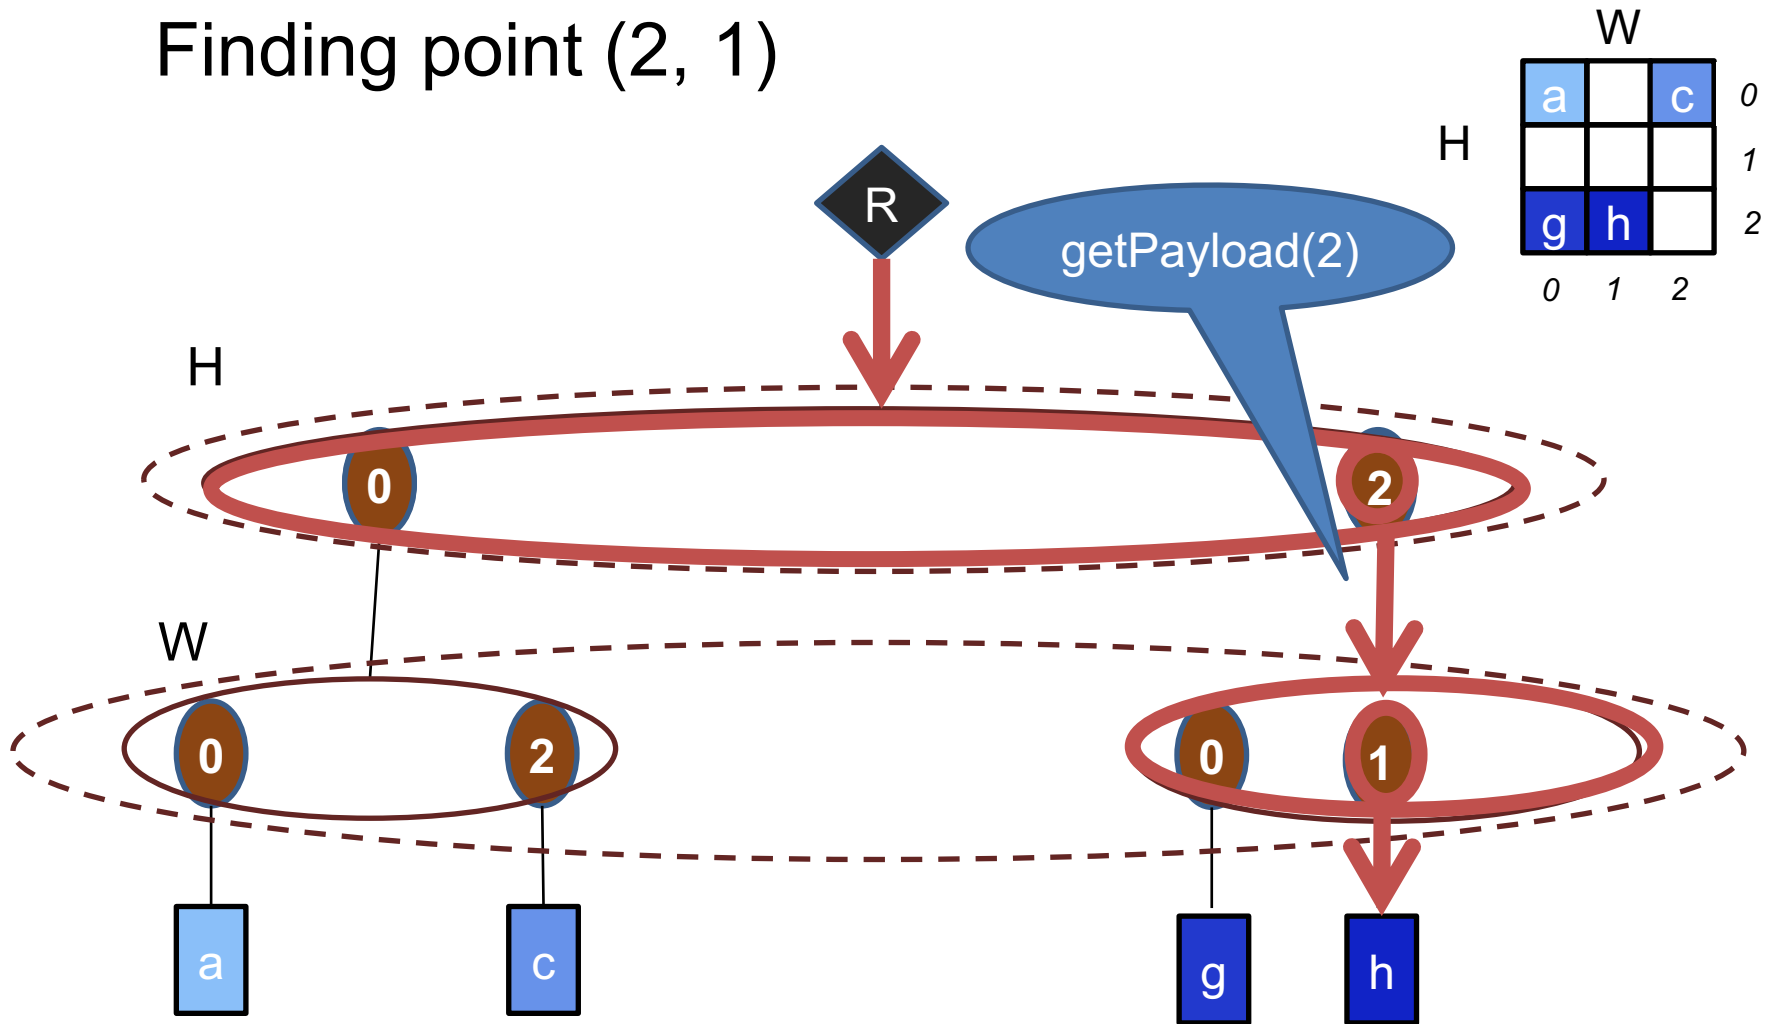 Finding point (2, 1)
W
a c 0
H 1
g h 2
0 1 2
R
getPayload(2)
H
0 2
W
0 2 0 1
a c g h